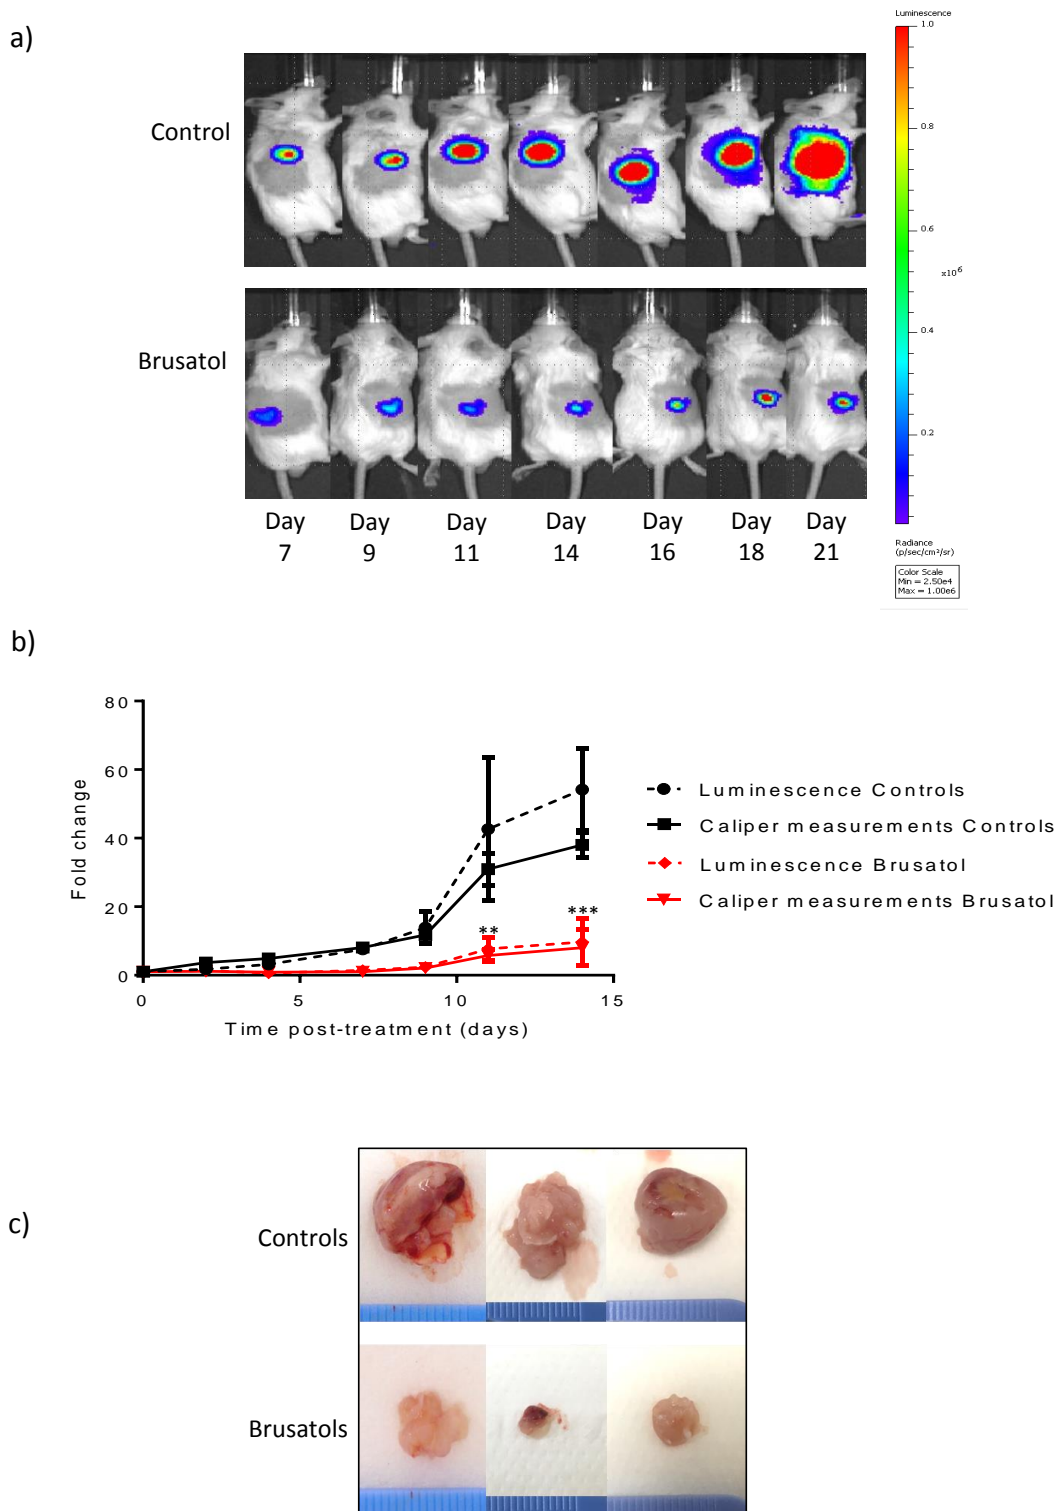 a)
Luminescence
1.0
Control
0.8
0.6
x10⁶
Brusatol
0.4
0.2
Day Day Day Day Day Day Day
7 9 11 14 16 18 21
Radiance
(p/sec/cm²/sr)
Color Scale
Min = 2.50e4
Max = 1.00e6
b)
80
60
40
20
0
Fold change
** ***
0 5 10 15
Time post-treatment (days)
Luminescence Controls
Caliper measurements Controls
Luminescence Brusatol
Caliper measurements Brusatol
c)
Controls
Brusatols